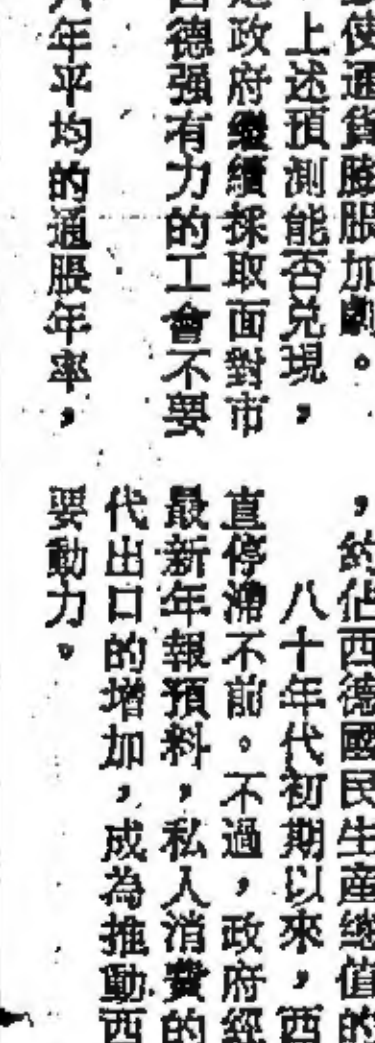 使通貨膨脹加劇。
上述預測能否兌現，
政府繼續採取面對市
德强有力的工會不要
年平均的通脹年率，
，約佔西德國民生產總值的
八十年代初期以來，西
直停滯不前。不過，政府經
最新年報預料，私人消費的
代出口的增加，成為推動西
要動力。